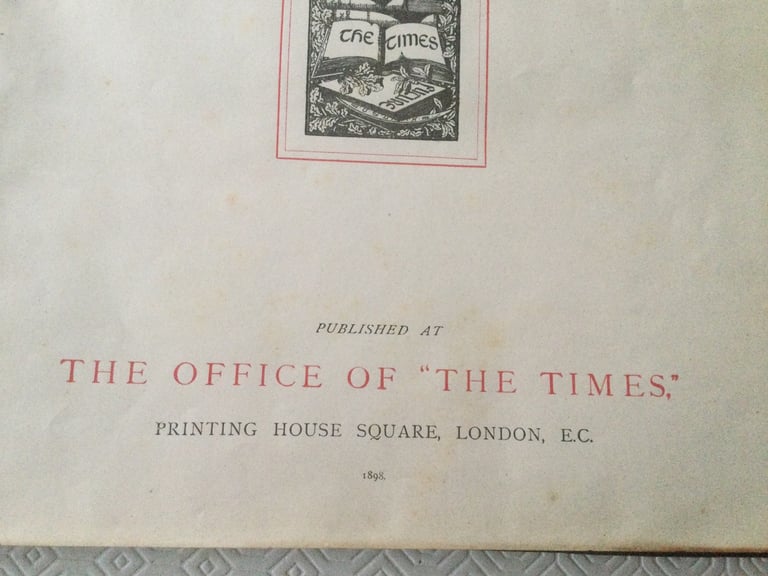 THE TIMES
PUBLISHED AT
THE OFFICE OF "THE TIMES,"
PRINTING HOUSE SQUARE, LONDON, E.C.
1898.